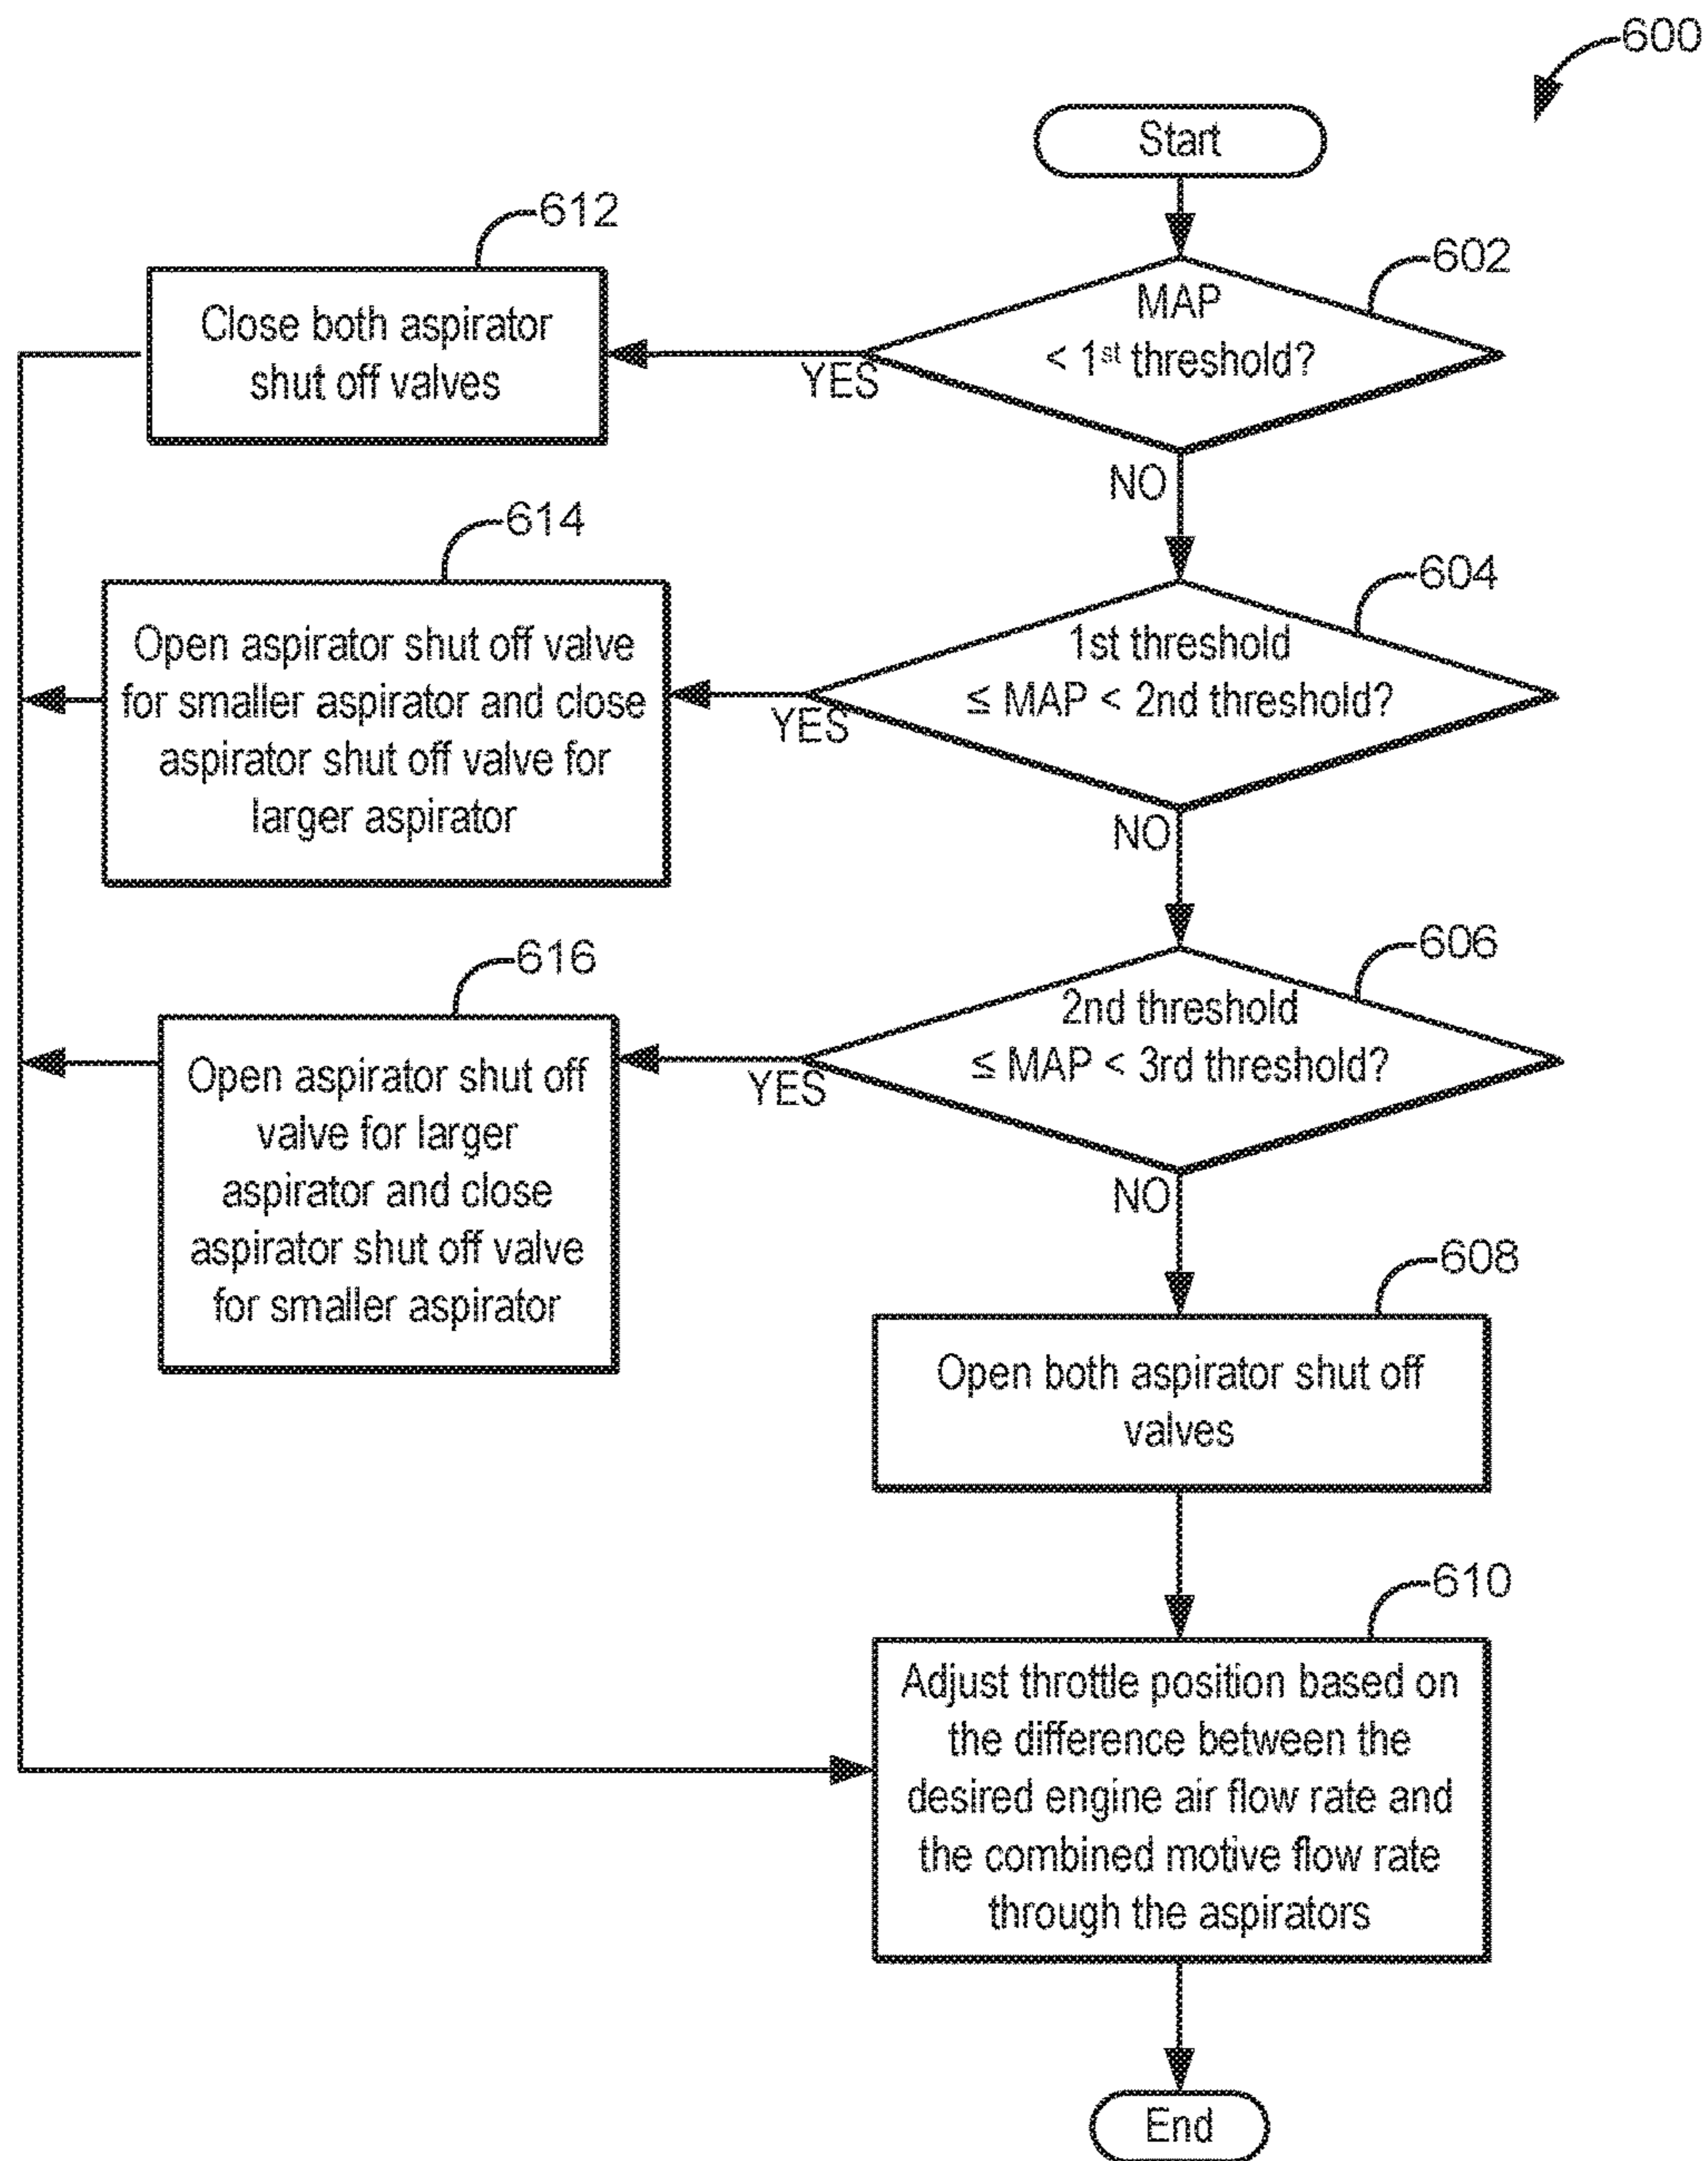 600
Start
602
MAP
< 1st threshold?
YES
NO
612
Close both aspirator
shut off valves
604
1st threshold
≤ MAP < 2nd threshold?
YES
NO
614
Open aspirator shut off valve
for smaller aspirator and close
aspirator shut off valve for
larger aspirator
606
2nd threshold
≤ MAP < 3rd threshold?
YES
NO
616
Open aspirator shut off
valve for larger
aspirator and close
aspirator shut off valve
for smaller aspirator
608
Open both aspirator shut off
valves
610
Adjust throttle position based on
the difference between the
desired engine air flow rate and
the combined motive flow rate
through the aspirators
End